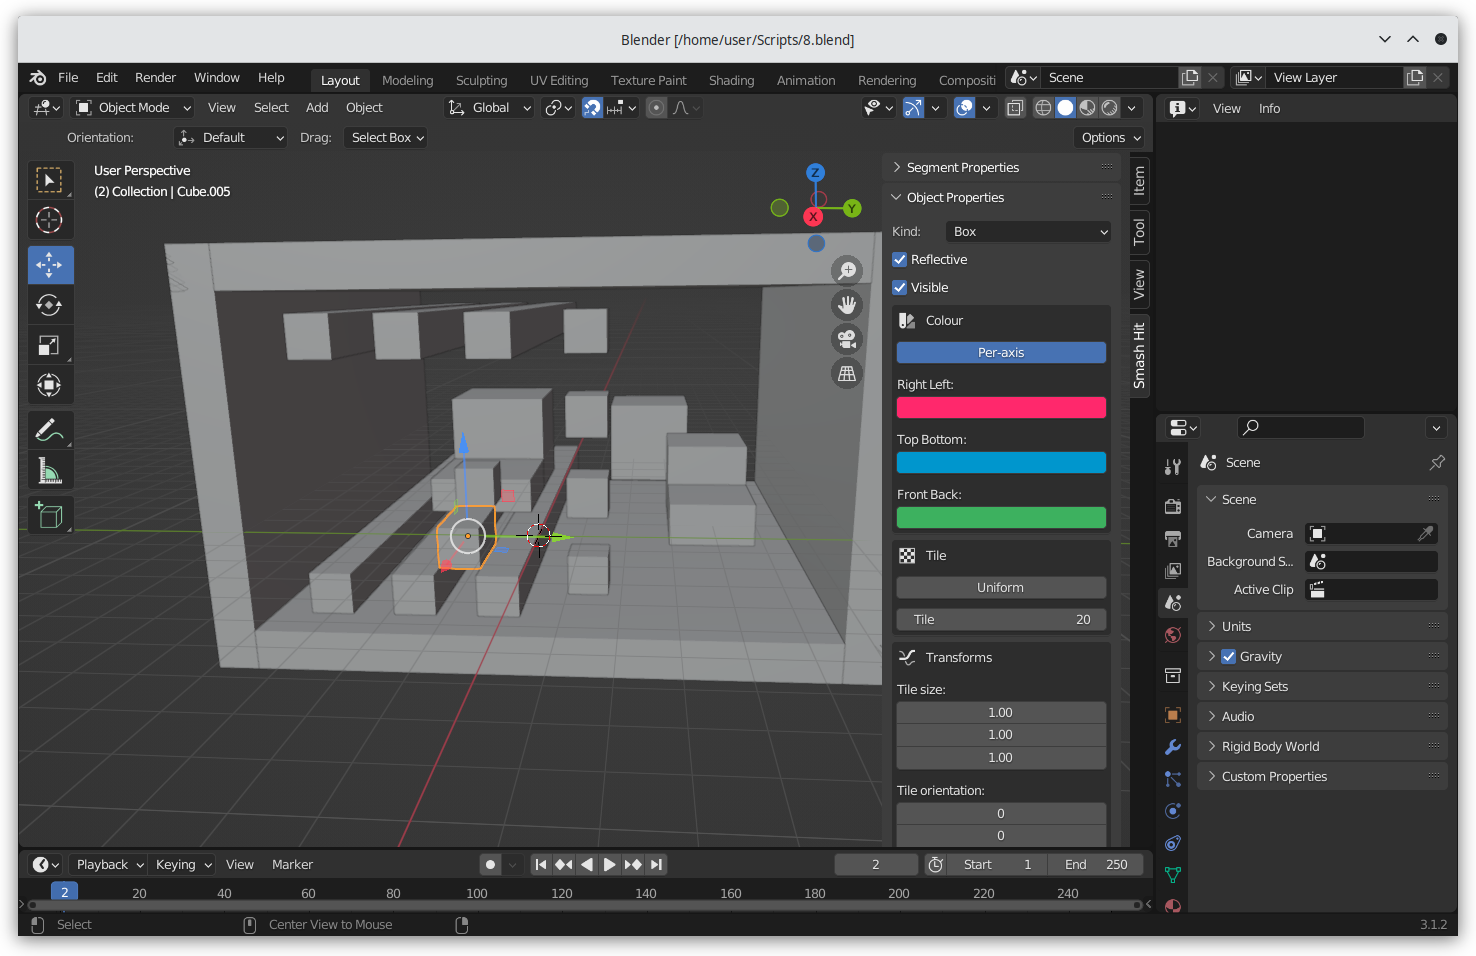 Blender [/home/user/Scripts/8.blend]
File Edit Render Window Help Layout Modeling Sculpting UV Editing Texture Paint Shading Animation Rendering Compositi Scene View Layer
Object Mode View Select Add Object Global View Info
Orientation: Default Drag: Select Box Options
User Perspective
(2) Collection | Cube.005
Z
Y
X
Segment Properties
Object Properties
Kind: Box
Reflective
Visible
Colour
Per-axis
Right Left:
Top Bottom:
Front Back:
Tile
Uniform
Tile 20
Transforms
Tile size:
1.00
1.00
1.00
Tile orientation:
0
0
Item
Tool
View
Smash Hit
Scene
Scene
Camera
Background S...
Active Clip
Units
Gravity
Keying Sets
Audio
Rigid Body World
Custom Properties
Playback Keying View Marker 2 Start 1 End 250
2 20 40 60 80 100 120 140 160 180 200 220 240
Select Center View to Mouse 3.1.2